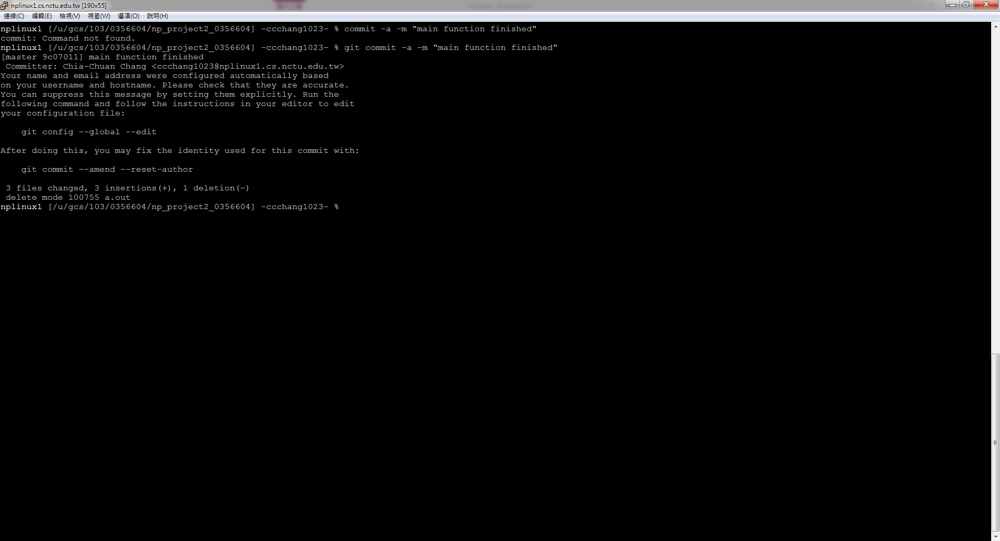 nplinux1.cs.nctu.edu.tw [190x55]
連線(C) 編輯(E) 檢視(V) 視窗(W) 選項(O) 說明(H)
nplinux1 [/u/gcs/103/0356604/np_project2_0356604] -ccchang1023- % commit -a -m "main function finished"
commit: Command not found.
nplinux1 [/u/gcs/103/0356604/np_project2_0356604] -ccchang1023- % git commit -a -m "main function finished"
[master 9c07011] main function finished
 Committer: Chia-Chuan Chang <ccchang1023@nplinux1.cs.nctu.edu.tw>
Your name and email address were configured automatically based
on your username and hostname. Please check that they are accurate.
You can suppress this message by setting them explicitly. Run the
following command and follow the instructions in your editor to edit
your configuration file:
    git config --global --edit
After doing this, you may fix the identity used for this commit with:
    git commit --amend --reset-author
 3 files changed, 3 insertions(+), 1 deletion(-)
 delete mode 100755 a.out
nplinux1 [/u/gcs/103/0356604/np_project2_0356604] -ccchang1023- %